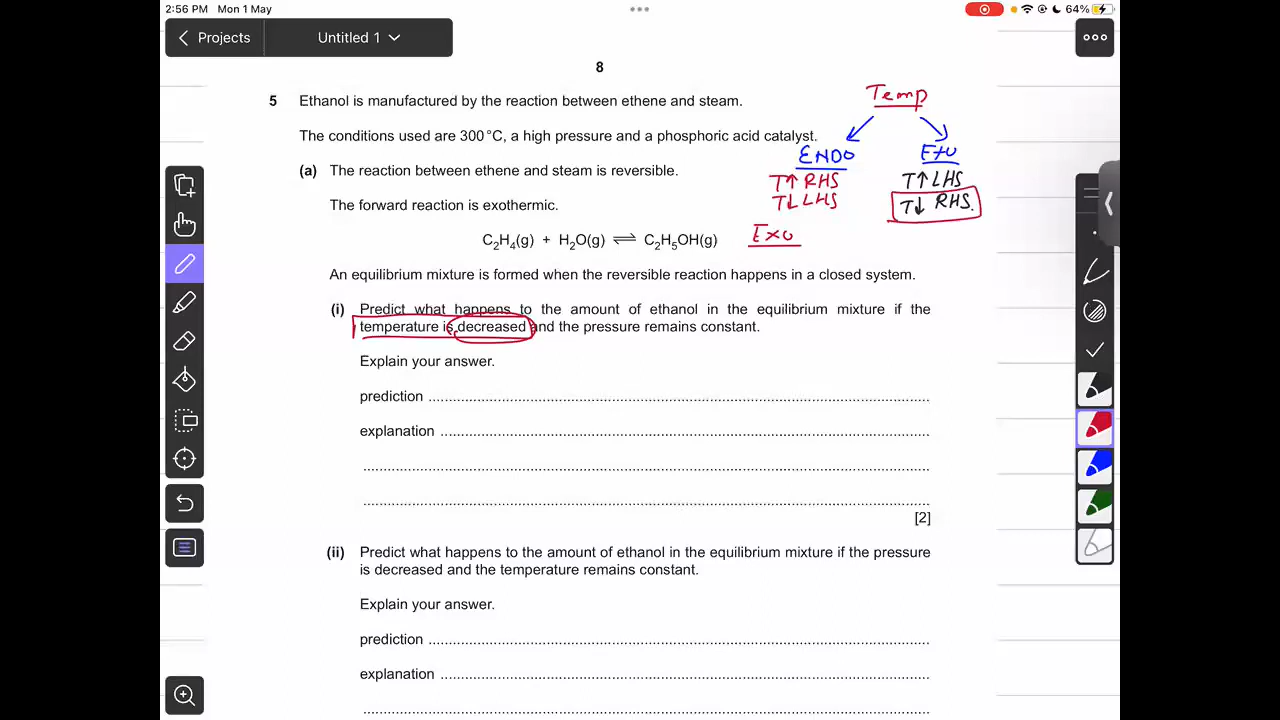 2:56 PM Mon 1 May
64%
Projects
Untitled 1
8
5 Ethanol is manufactured by the reaction between ethene and steam.
Temp
The conditions used are 300 °C, a high pressure and a phosphoric acid catalyst.
ENDO
EXO
(a) The reaction between ethene and steam is reversible.
T↑ RHS
T↑ LHS
T↓ LHS
T↓ RHS.
The forward reaction is exothermic.
C₂H₄(g) + H₂O(g) ⇌ C₂H₅OH(g)
Exo
An equilibrium mixture is formed when the reversible reaction happens in a closed system.
(i) Predict what happens to the amount of ethanol in the equilibrium mixture if the
temperature is decreased and the pressure remains constant.
Explain your answer.
prediction
explanation
[2]
(ii) Predict what happens to the amount of ethanol in the equilibrium mixture if the pressure
is decreased and the temperature remains constant.
Explain your answer.
prediction
explanation